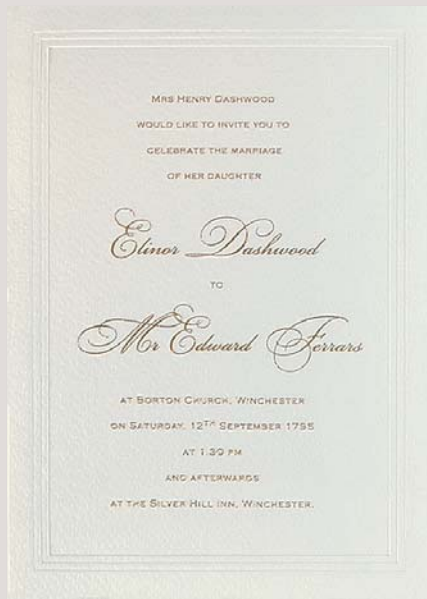 MRS HENRY DASHWOOD
WOULD LIKE TO INVITE YOU TO
CELEBRATE THE MARRIAGE
OF HER DAUGHTER
Elinor Dashwood
TO
Mr Edward Ferrars
AT BORTON CHURCH, WINCHESTER
ON SATURDAY, 12TH SEPTEMBER 1795
AT 1.30 PM
AND AFTERWARDS
AT THE SILVER HILL INN, WINCHESTER.